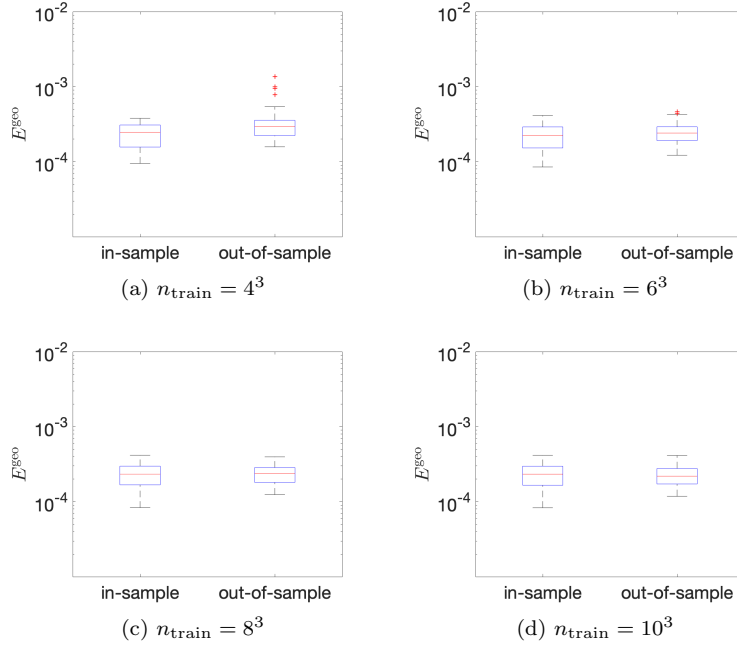 10^-2
10^-2
10^-3
10^-3
E^geo
E^geo
10^-4
10^-4
in-sample out-of-sample
in-sample out-of-sample
(a) n_train = 4^3
(b) n_train = 6^3
10^-2
10^-2
10^-3
10^-3
E^geo
E^geo
10^-4
10^-4
in-sample out-of-sample
in-sample out-of-sample
(c) n_train = 8^3
(d) n_train = 10^3